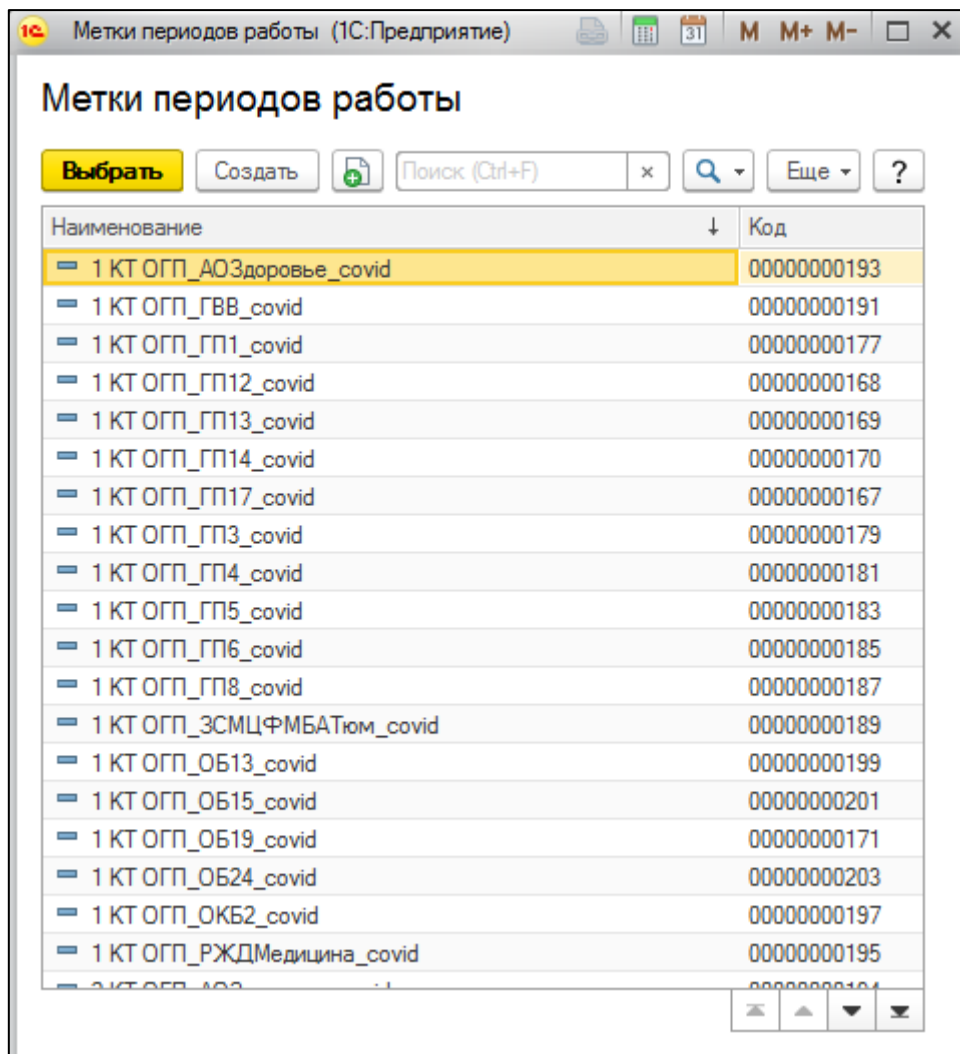 1С Метки периодов работы (1С:Предприятие) 31 M M+ M-
Метки периодов работы
Выбрать Создать Поиск (Ctrl+F) × Еще ?
Наименование ↓ Код
1 КТ ОГП_АОЗдоровье_covid 00000000193
1 КТ ОГП_ГВВ_covid 00000000191
1 КТ ОГП_ГП1_covid 00000000177
1 КТ ОГП_ГП12_covid 00000000168
1 КТ ОГП_ГП13_covid 00000000169
1 КТ ОГП_ГП14_covid 00000000170
1 КТ ОГП_ГП17_covid 00000000167
1 КТ ОГП_ГП3_covid 00000000179
1 КТ ОГП_ГП4_covid 00000000181
1 КТ ОГП_ГП5_covid 00000000183
1 КТ ОГП_ГП6_covid 00000000185
1 КТ ОГП_ГП8_covid 00000000187
1 КТ ОГП_ЗСМЦФМБАТюм_covid 00000000189
1 КТ ОГП_ОБ13_covid 00000000199
1 КТ ОГП_ОБ15_covid 00000000201
1 КТ ОГП_ОБ19_covid 00000000171
1 КТ ОГП_ОБ24_covid 00000000203
1 КТ ОГП_ОКБ2_covid 00000000197
1 КТ ОГП_РЖДМедицина_covid 00000000195